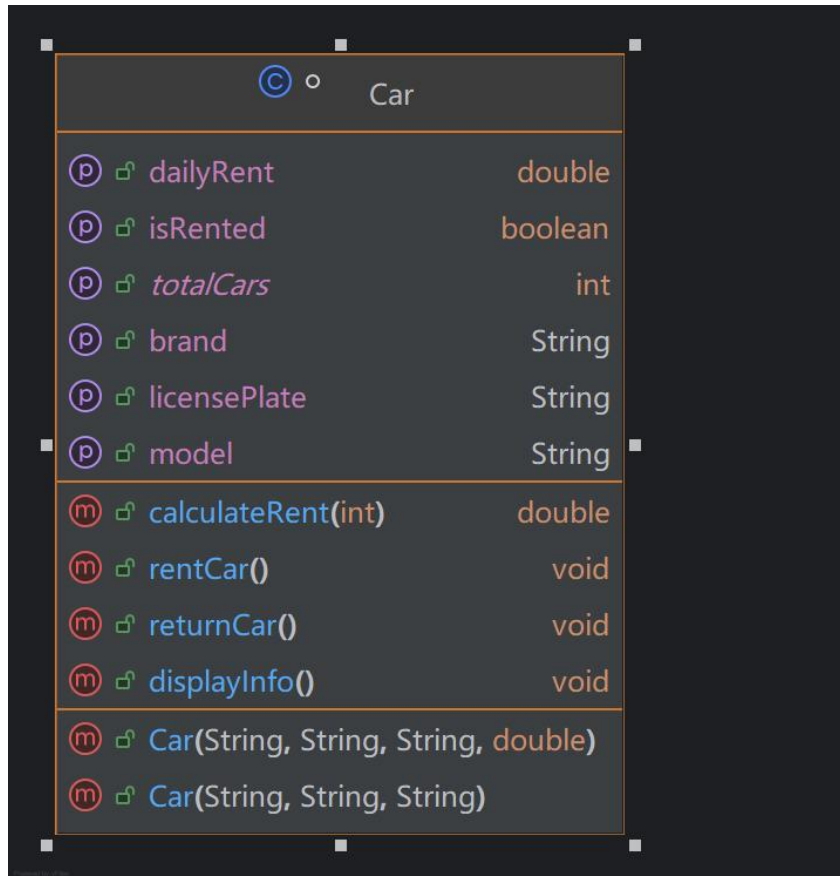 Car
dailyRent double
isRented boolean
totalCars int
brand String
licensePlate String
model String
calculateRent(int) double
rentCar() void
returnCar() void
displayInfo() void
Car(String, String, String, double)
Car(String, String, String)